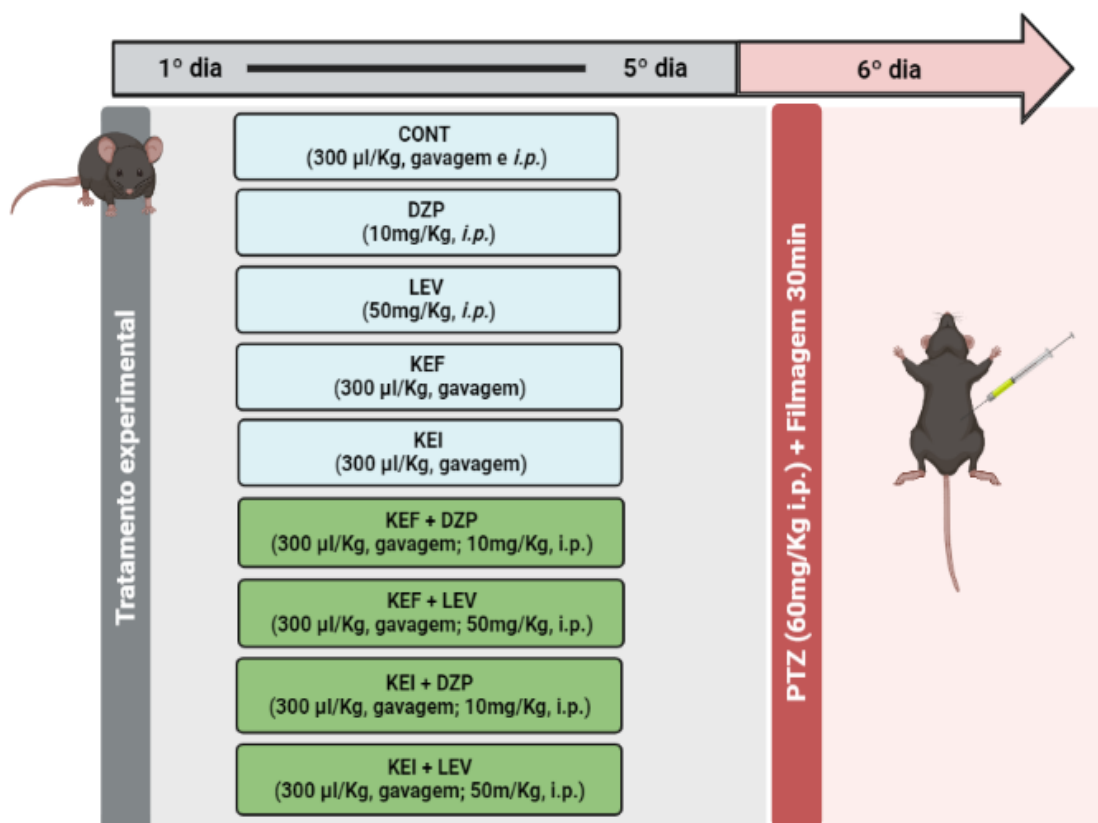 1º dia
5º dia
6º dia
Tratamento experimental
CONT
(300 µl/Kg, gavagem e i.p.)
DZP
(10mg/Kg, i.p.)
LEV
(50mg/Kg, i.p.)
KEF
(300 µl/Kg, gavagem)
KEI
(300 µl/Kg, gavagem)
KEF + DZP
(300 µl/Kg, gavagem; 10mg/Kg, i.p.)
KEF + LEV
(300 µl/Kg, gavagem; 50mg/Kg, i.p.)
KEI + DZP
(300 µl/Kg, gavagem; 10mg/Kg, i.p.)
KEI + LEV
(300 µl/Kg, gavagem; 50m/Kg, i.p.)
PTZ (60mg/Kg i.p.) + Filmagem 30min